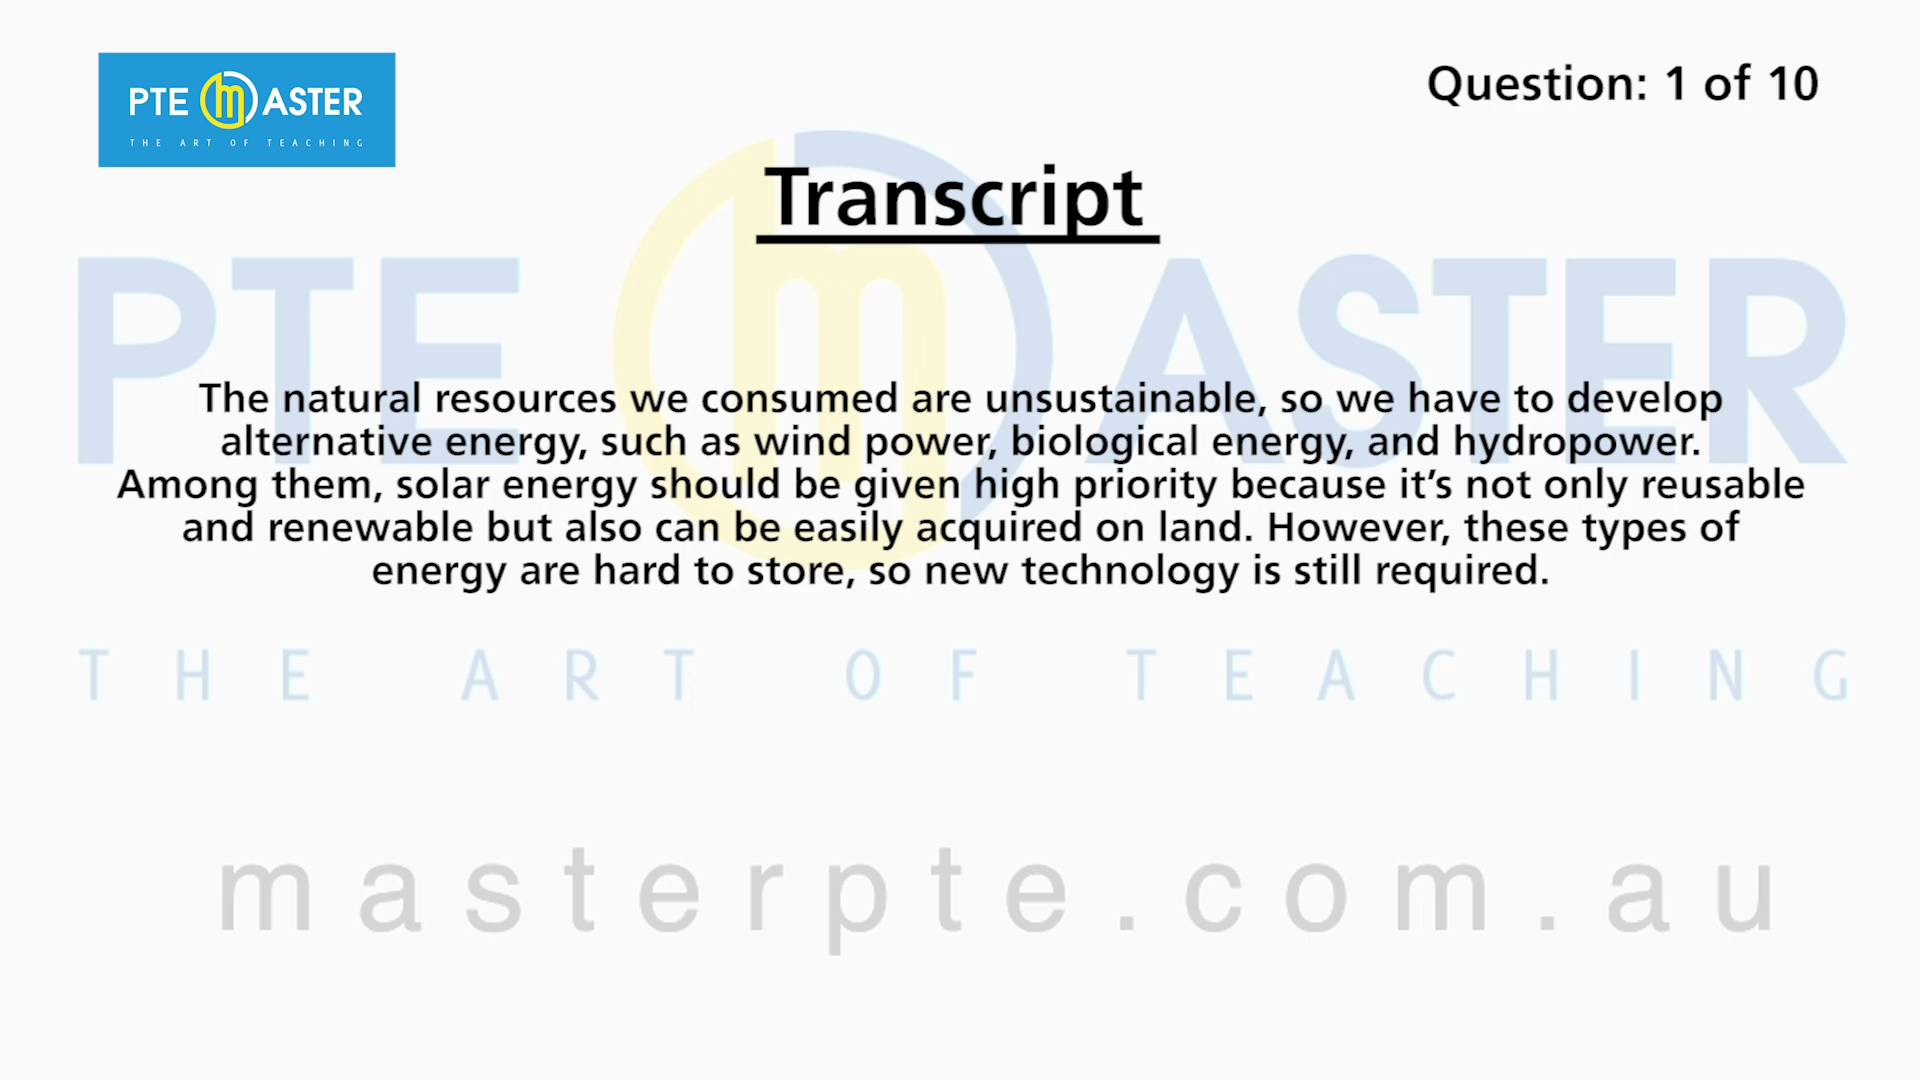 PTE MASTER
THE ART OF TEACHING
Question: 1 of 10
Transcript
PTE MASTER
The natural resources we consumed are unsustainable, so we have to develop
alternative energy, such as wind power, biological energy, and hydropower.
Among them, solar energy should be given high priority because it’s not only reusable
and renewable but also can be easily acquired on land. However, these types of
energy are hard to store, so new technology is still required.
THE ART OF TEACHING
masterpte.com.au